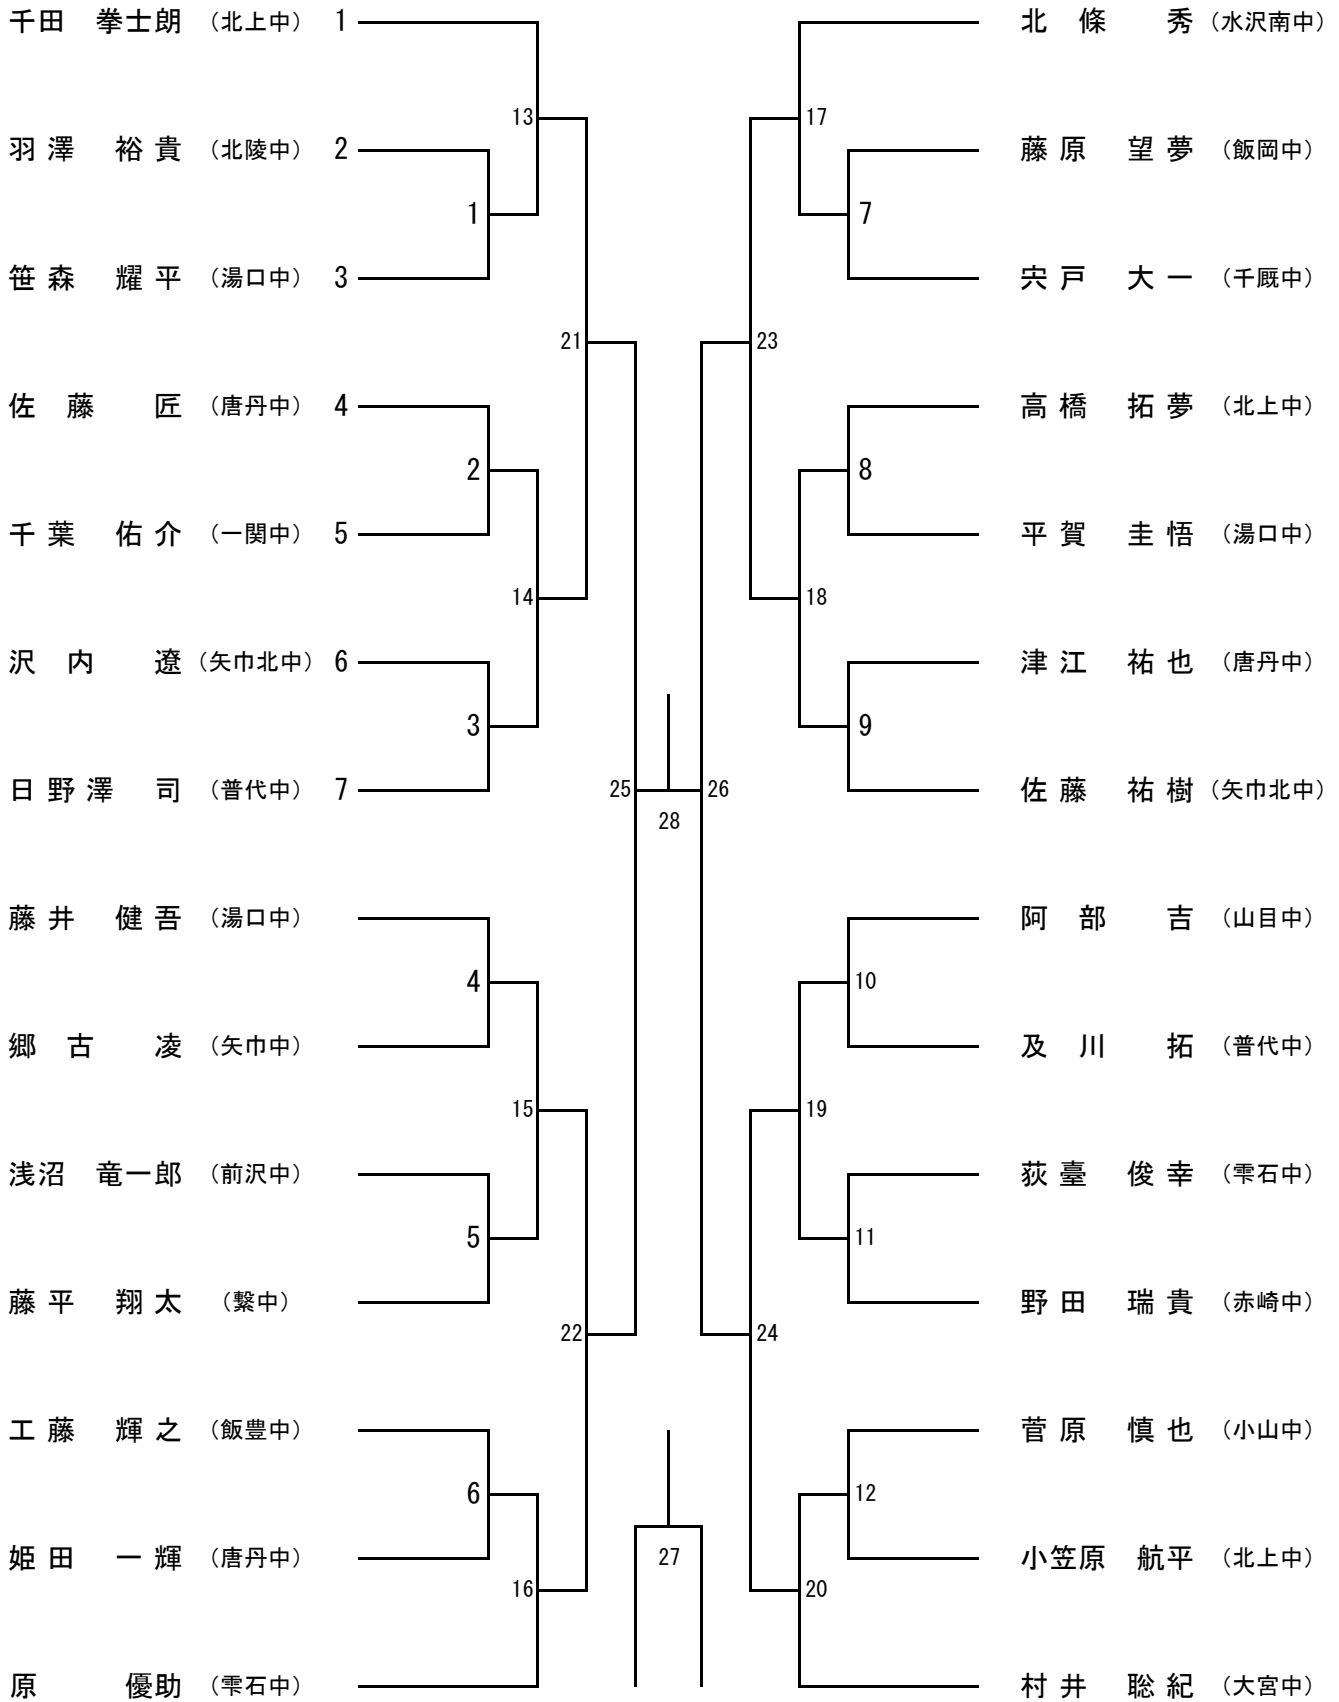 千田　拳士朗 （北上中） 1
羽澤　裕貴 （北陵中） 2
笹森　耀平 （湯口中） 3
佐藤　匠 （唐丹中） 4
千葉　佑介 （一関中） 5
沢内　遼 （矢巾北中） 6
日野澤　司 （普代中） 7
藤井　健吾 （湯口中）
郷古　凌 （矢巾中）
浅沼　竜一郎 （前沢中）
藤平　翔太 （繋中）
工藤　輝之 （飯豊中）
姫田　一輝 （唐丹中）
原　優助 （雫石中）
1
2
3
4
5
6
13
14
15
16
21
22
25
28
27
26
23
24
17
18
19
20
7
8
9
10
11
12
北條　秀 （水沢南中）
藤原　望夢 （飯岡中）
宍戸　大一 （千厩中）
高橋　拓夢 （北上中）
平賀　圭悟 （湯口中）
津江　祐也 （唐丹中）
佐藤　祐樹 （矢巾北中）
阿部　吉 （山目中）
及川　拓 （普代中）
荻臺　俊幸 （雫石中）
野田　瑞貴 （赤崎中）
菅原　慎也 （小山中）
小笠原　航平 （北上中）
村井　聡紀 （大宮中）